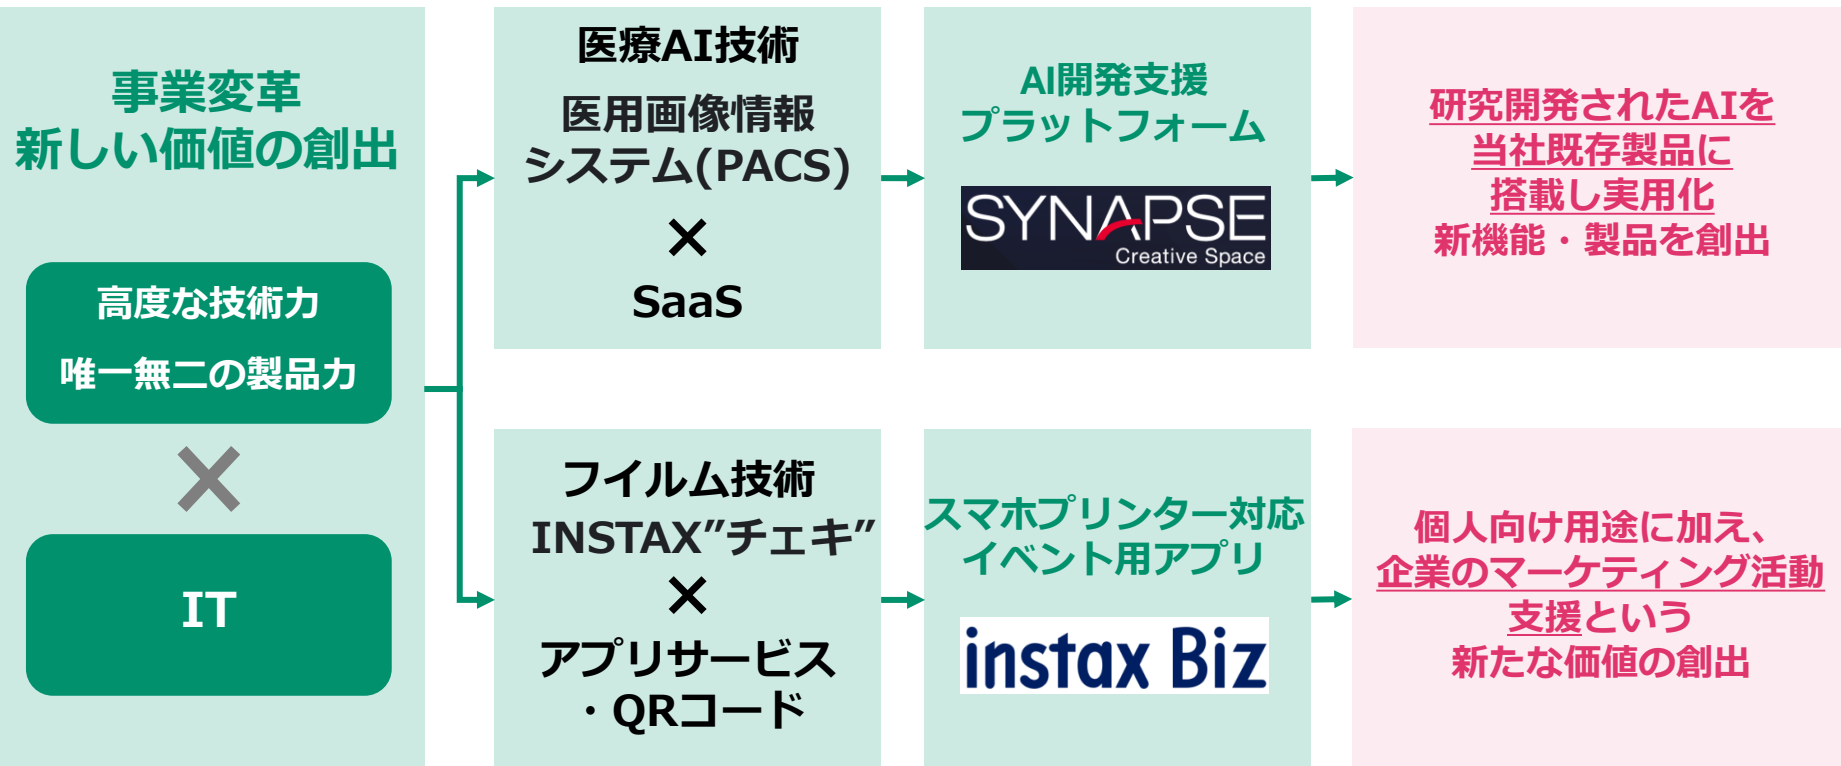 事業変革
新しい価値の創出
高度な技術力
唯一無二の製品力
×
IT
医療AI技術
医用画像情報
システム(PACS)
×
SaaS
AI開発支援
プラットフォーム
SYNAPSE
Creative Space
研究開発されたAIを
当社既存製品に
搭載し実用化
新機能・製品を創出
フイルム技術
INSTAX”チェキ”
×
アプリサービス
・QRコード
スマホプリンター対応
イベント用アプリ
instax Biz
個人向け用途に加え、
企業のマーケティング活動
支援という
新たな価値の創出